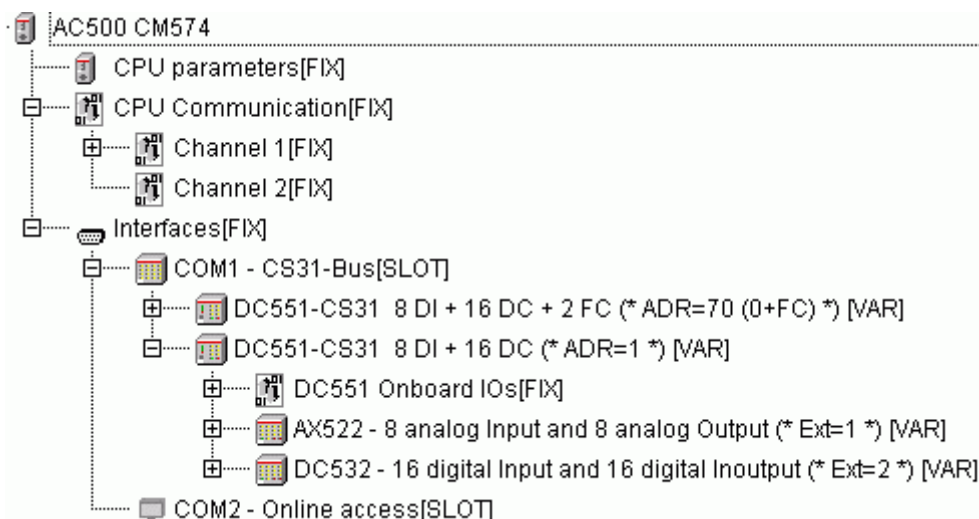 AC500 CM574
CPU parameters[FIX]
CPU Communication[FIX]
Channel 1[FIX]
Channel 2[FIX]
Interfaces[FIX]
COM1 - CS31-Bus[SLOT]
DC551-CS31 8 DI + 16 DC + 2 FC (* ADR=70 (0+FC) *) [VAR]
DC551-CS31 8 DI + 16 DC (* ADR=1 *) [VAR]
DC551 Onboard IOs[FIX]
AX522 - 8 analog Input and 8 analog Output (* Ext=1 *) [VAR]
DC532 - 16 digital Input and 16 digital Inoutput (* Ext=2 *) [VAR]
COM2 - Online access[SLOT]